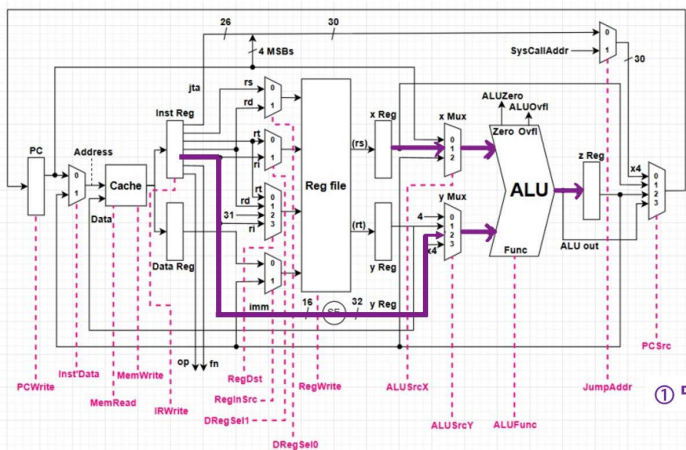 26
30
4 MSBs
SysCallAddr
0
1
30
jta
rs
rd
0
1
Inst Reg
PC
Address
0
1
Cache
Data
rt
ri
0
1
rt
rd
31
ri
0
1
2
3
Reg file
(rs)
(rt)
x Reg
x Mux
0
1
2
ALUZero
ALUOvfl
Zero
Ovfl
ALU
Func
z Reg
x4
0
1
2
3
ALU out
y Mux
4
0
1
2
3
x4
y Reg
Data Reg
0
1
imm
16
SE
32
y Reg
op
fn
PCWrite
Inst'Data
MemWrite
MemRead
IRWrite
RegDst
RegInSrc
DRegSel1
DRegSel0
RegWrite
ALUSrcX
ALUSrcY
ALUFunc
JumpAddr
PCSrc
①